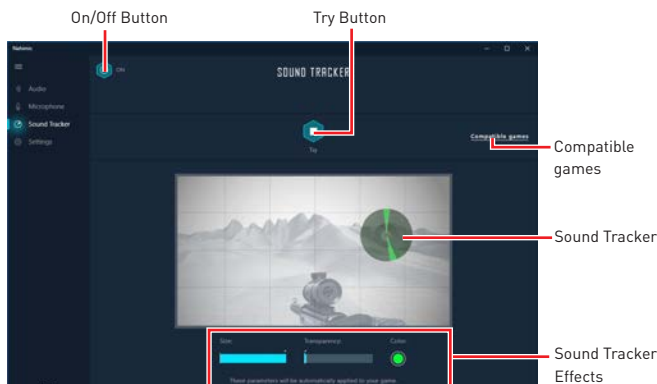 On/Off Button
Try Button
Nahimic
ON
SOUND TRACKER
Audio
Microphone
Sound Tracker
Settings
Try
Compatible games
Compatible
games
Sound Tracker
Size:
Transparency:
Color:
Sound Tracker
Effects
These parameters will be automatically applied to your game